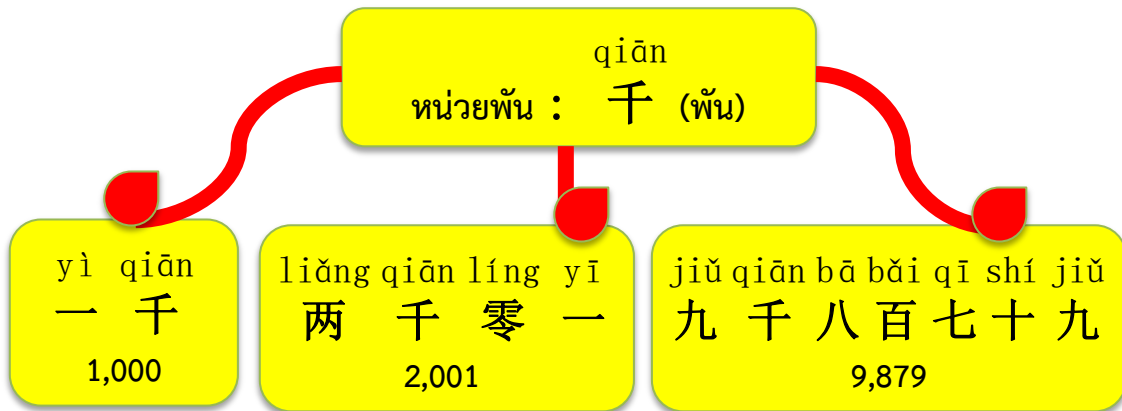 qiān
หน่วยพัน : 千 (พัน)
yì qiān
一 千
1,000
liǎng qiān líng yī
两 千 零 一
2,001
jiǔ qiān bā bǎi qī shí jiǔ
九 千 八 百 七 十 九
9,879